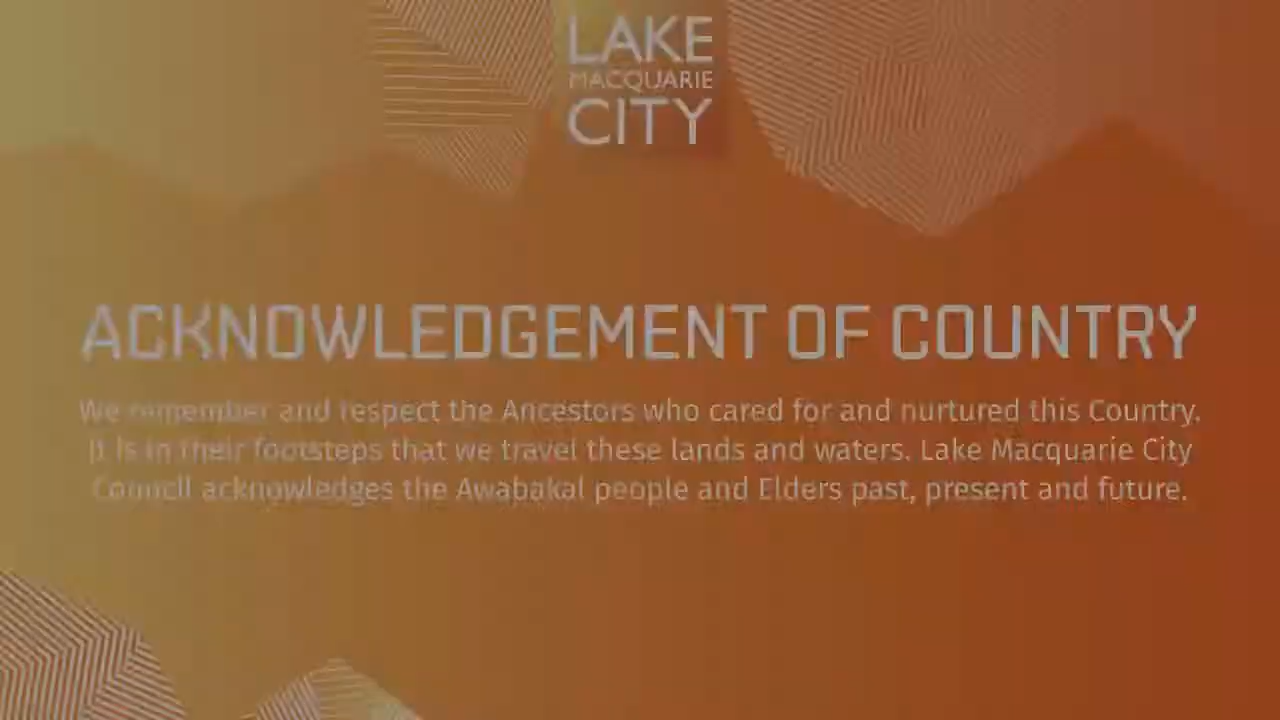 LAKE
MACQUARIE
CITY
ACKNOWLEDGEMENT OF COUNTRY
We remember and respect the Ancestors who cared for and nurtured this Country.
It is in their footsteps that we travel these lands and waters. Lake Macquarie City
Council acknowledges the Awabakal people and Elders past, present and future.